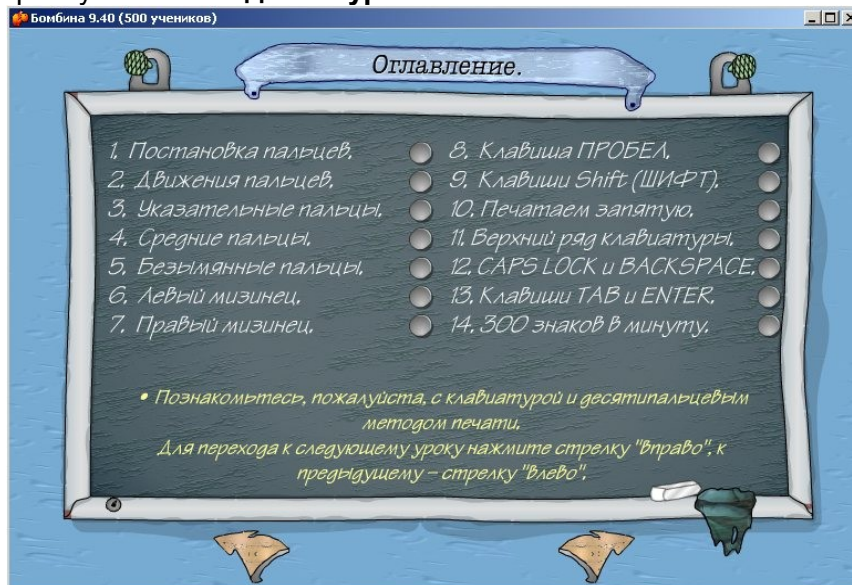 Бомбина 9.40 (500 учеников)
Оглавление.
1. Постановка пальцев.
2. Движения пальцев.
3. Указательные пальцы.
4. Средние пальцы.
5. Безымянные пальцы.
6. Левый мизинец.
7. Правый мизинец.
8. Клавиша ПРОБЕЛ.
9. Клавиши Shift (ШИФТ).
10. Печатаем запятую.
11. Верхний ряд клавиатуры.
12. CAPS LOCK и BACKSPACE.
13. Клавиши TAB и ENTER.
14. 300 знаков в минуту.
• Познакомьтесь, пожалуйста, с клавиатурой и десятипальцевым
методом печати.
Для перехода к следующему уроку нажмите стрелку "вправо", к
предыдущему – стрелку "влево".